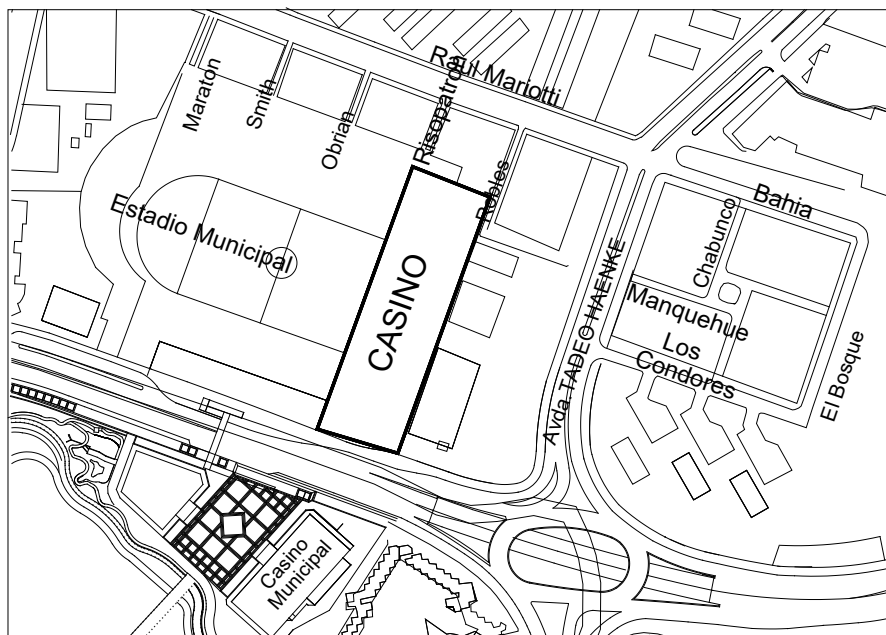 Raul Mariotti
Maraton
Smith
Obrian
Risopatron
Robles
Estadio Municipal
CASINO
Avda TADEO HAENKE
Bahia
Chabunco
Manquehue
Los
Condores
El Bosque
Casino
Municipal